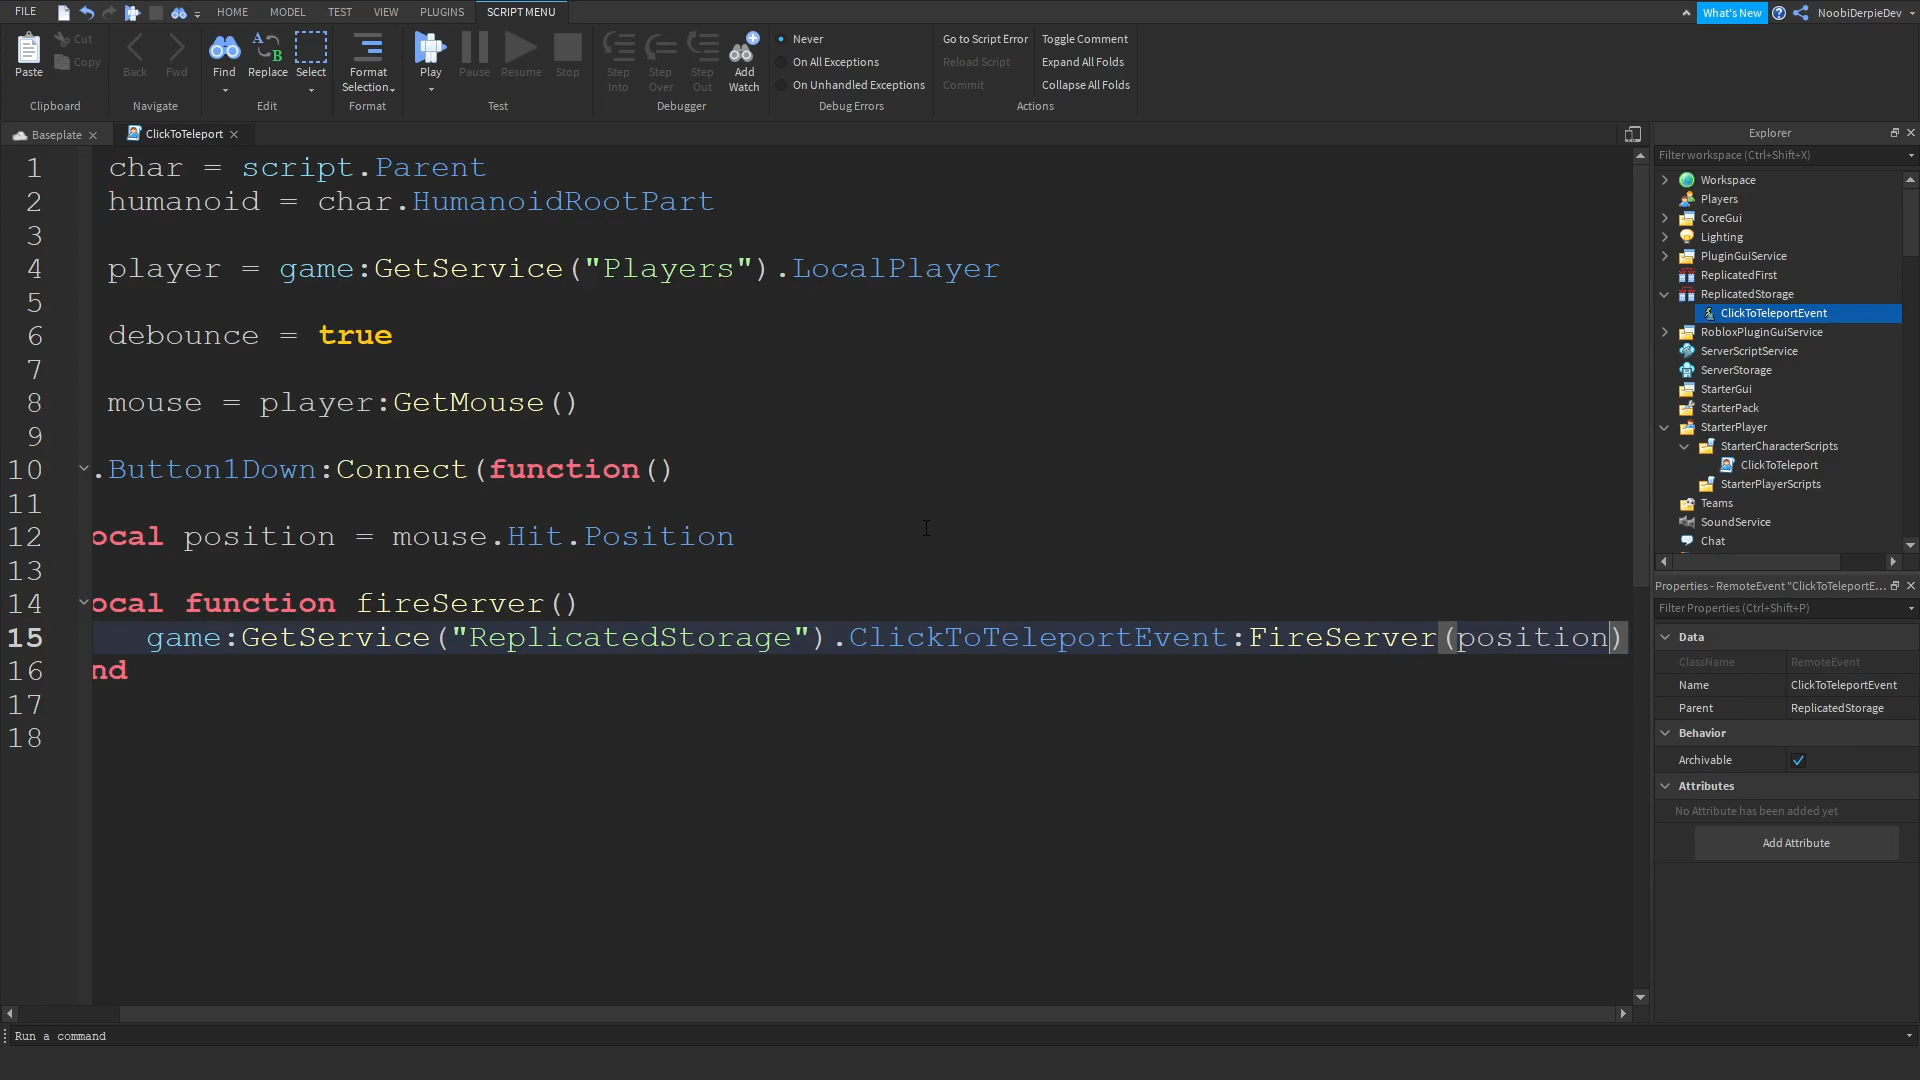 FILE HOME MODEL TEST VIEW PLUGINS SCRIPT MENU What's New NoobiDerpieDev
Paste Cut Copy Back Fwd Find Replace Select Format Selection Play Pause Resume Stop Step Into Step Over Step Out Add Watch
Never
On All Exceptions
On Unhandled Exceptions
Go to Script Error Toggle Comment
Reload Script Expand All Folds
Commit Collapse All Folds
Clipboard Navigate Edit Format Test Debugger Debug Errors Actions
Baseplate ClickToTeleport
1 char = script.Parent
2 humanoid = char.HumanoidRootPart
3
4 player = game:GetService("Players").LocalPlayer
5
6 debounce = true
7
8 mouse = player:GetMouse()
9
10 .Button1Down:Connect(function()
11
12 ocal position = mouse.Hit.Position
13
14 ocal function fireServer()
15 game:GetService("ReplicatedStorage").ClickToTeleportEvent:FireServer(position)
16 nd
17
18
Explorer
Filter workspace (Ctrl+Shift+X)
Workspace
Players
CoreGui
Lighting
PluginGuiService
ReplicatedFirst
ReplicatedStorage
ClickToTeleportEvent
RobloxPluginGuiService
ServerScriptService
ServerStorage
StarterGui
StarterPack
StarterPlayer
StarterCharacterScripts
ClickToTeleport
StarterPlayerScripts
Teams
SoundService
Chat
Properties - RemoteEvent "ClickToTeleportE...
Filter Properties (Ctrl+Shift+P)
Data
ClassName RemoteEvent
Name ClickToTeleportEvent
Parent ReplicatedStorage
Behavior
Archivable
Attributes
No Attribute has been added yet
Add Attribute
Run a command